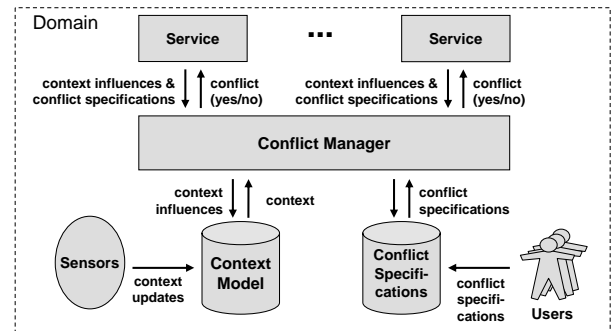 Domain
Service
...
Service
context influences &
conflict specifications
conflict
(yes/no)
context influences &
conflict specifications
conflict
(yes/no)
Conflict Manager
context
influences
context
conflict
specifications
Sensors
context
updates
Context
Model
Conflict
Specifi-
cations
conflict
specifi-
cations
Users